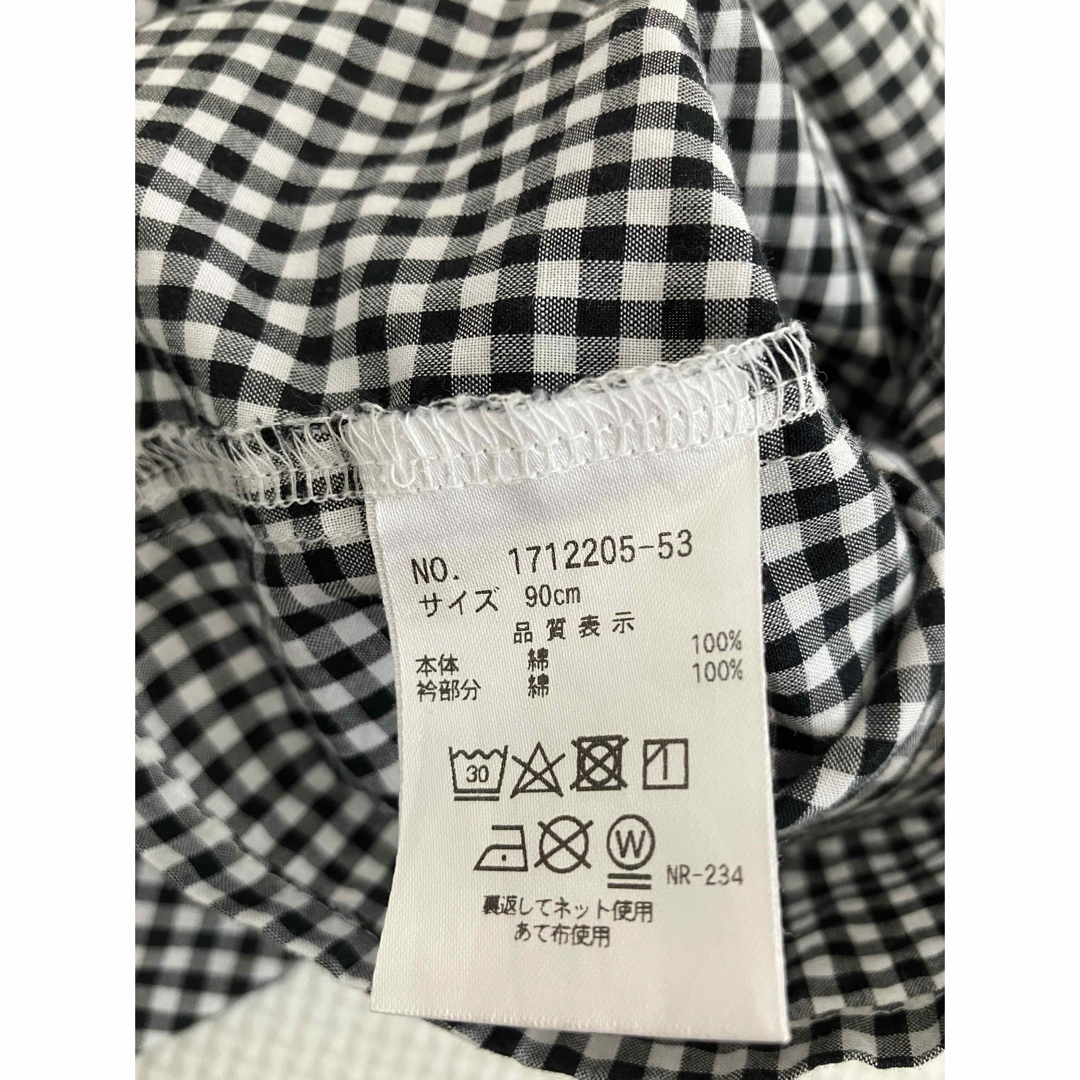 NO. 1712205-53
サイズ 90cm
品質表示
本体 綿 100%
衿部分 綿 100%
30
W NR-234
裏返してネット使用
あて布使用